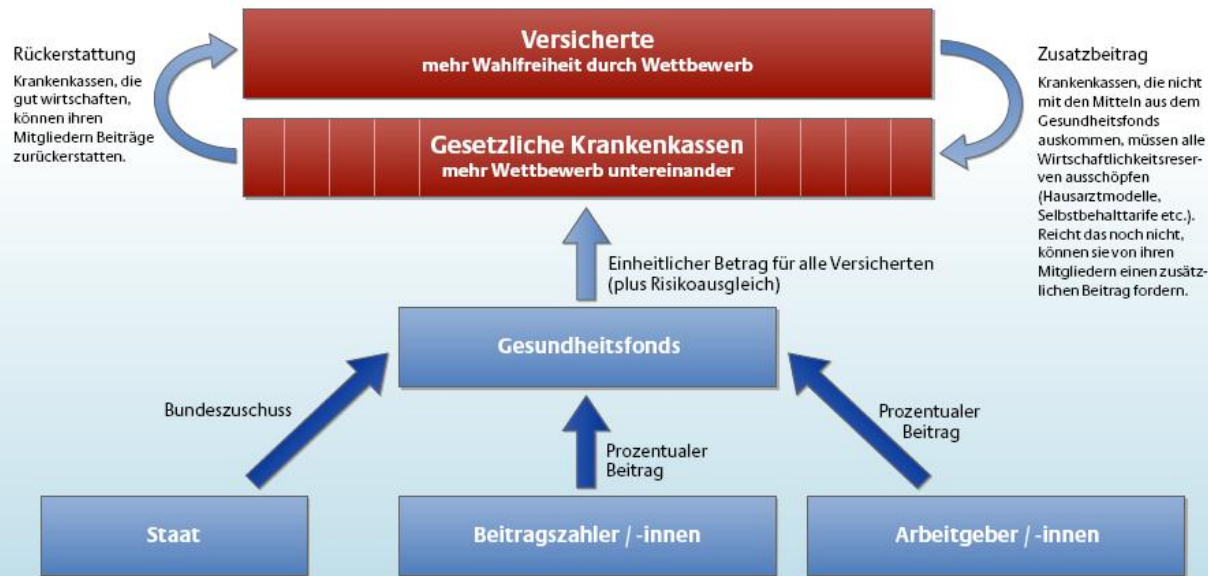 Versicherte
mehr Wahlfreiheit durch Wettbewerb
Rückerstattung
Krankenkassen, die
gut wirtschaften,
können ihren
Mitgliedern Beiträge
zurückerstatten.
Zusatzbeitrag
Krankenkassen, die nicht
mit den Mitteln aus dem
Gesundheitsfonds
auskommen, müssen alle
Wirtschaftlichkeitsreser-
ven ausschöpfen
(Hausarztmodelle,
Selbstbehalttarife etc.).
Reicht das noch nicht,
können sie von ihren
Mitgliedern einen zusätz-
lichen Beitrag fordern.
Gesetzliche Krankenkassen
mehr Wettbewerb untereinander
Einheitlicher Betrag für alle Versicherten
(plus Risikoausgleich)
Gesundheitsfonds
Bundeszuschuss
Prozentualer
Beitrag
Prozentualer
Beitrag
Staat
Beitragszahler / -innen
Arbeitgeber / -innen